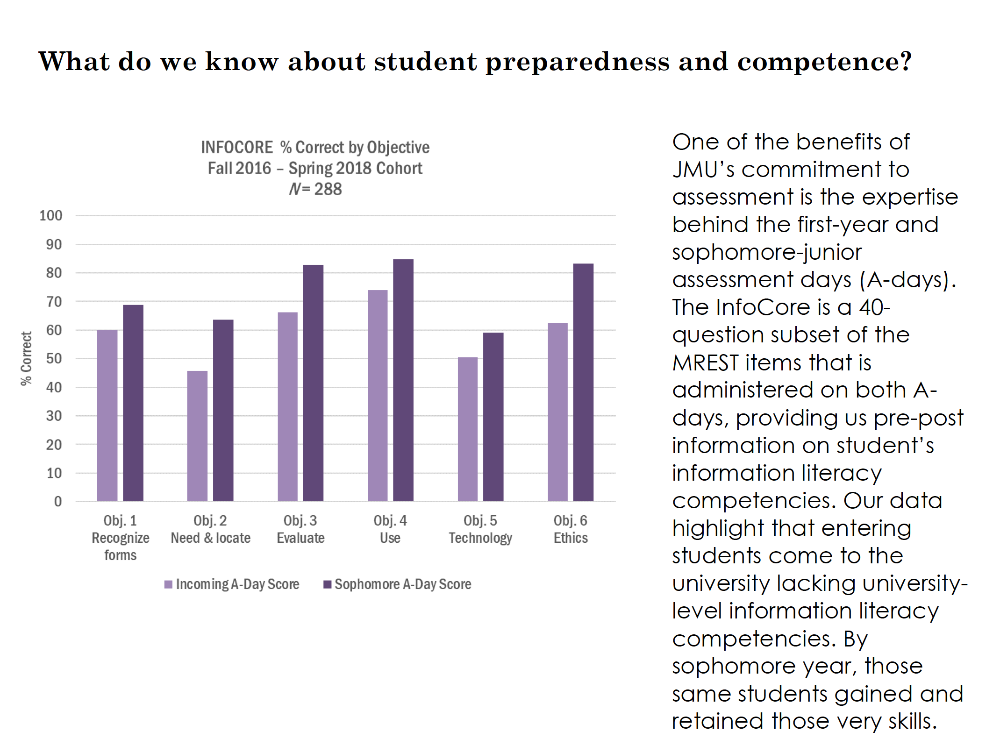 What do we know about student preparedness and competence?
INFOCORE % Correct by Objective
Fall 2016 – Spring 2018 Cohort
N= 288
100
90
80
70
60
50
40
30
20
10
0
% Correct
Obj. 1
Recognize
forms
Obj. 2
Need & locate
Obj. 3
Evaluate
Obj. 4
Use
Obj. 5
Technology
Obj. 6
Ethics
Incoming A-Day Score
Sophomore A-Day Score
One of the benefits of
JMU’s commitment to
assessment is the expertise
behind the first-year and
sophomore-junior
assessment days (A-days).
The InfoCore is a 40-
question subset of the
MREST items that is
administered on both A-
days, providing us pre-post
information on student’s
information literacy
competencies. Our data
highlight that entering
students come to the
university lacking university-
level information literacy
competencies. By
sophomore year, those
same students gained and
retained those very skills.